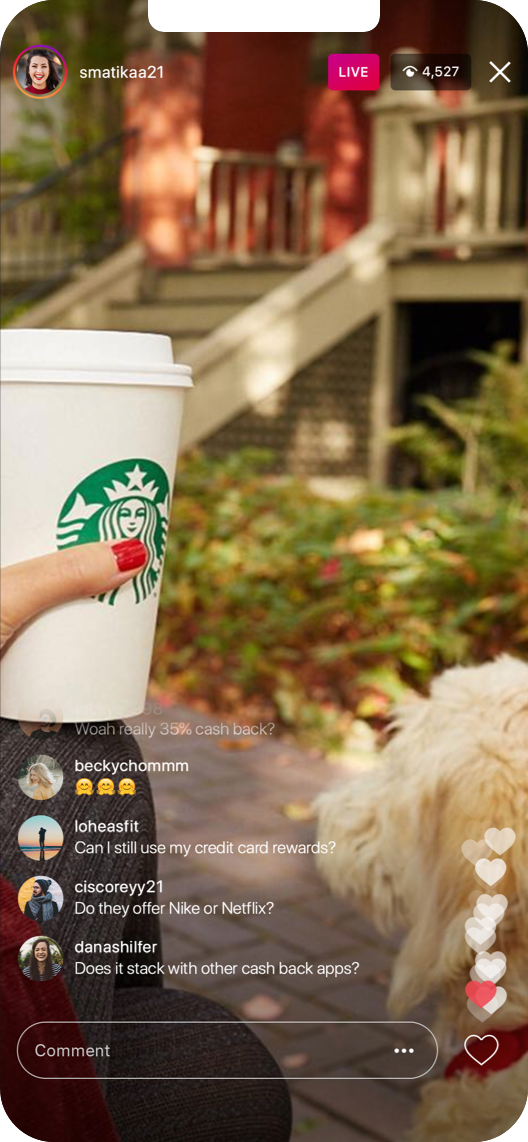 smatikaa21
LIVE
4,527
Woah really 35% cash back?
beckychommm
🤗🤗🤗
loheasfit
Can I still use my credit card rewards?
ciscoreyy21
Do they offer Nike or Netflix?
danashilfer
Does it stack with other cash back apps?
Comment